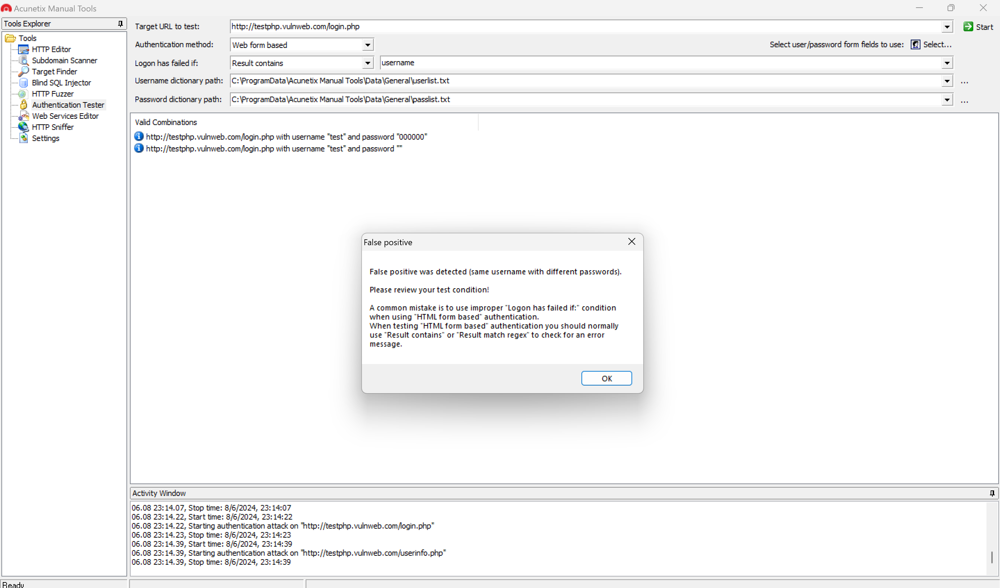 Acunetix Manual Tools
Tools Explorer
Tools
HTTP Editor
Subdomain Scanner
Target Finder
Blind SQL Injector
HTTP Fuzzer
Authentication Tester
Web Services Editor
HTTP Sniffer
Settings
Target URL to test: http://testphp.vulnweb.com/login.php Start
Authentication method: Web form based Select user/password form fields to use: Select...
Logon has failed if: Result contains username
Username dictionary path: C:\ProgramData\Acunetix Manual Tools\Data\General\userlist.txt ...
Password dictionary path: C:\ProgramData\Acunetix Manual Tools\Data\General\passlist.txt ...
Valid Combinations
http://testphp.vulnweb.com/login.php with username "test" and password "000000"
http://testphp.vulnweb.com/login.php with username "test" and password ""
False positive
False positive was detected (same username with different passwords).
Please review your test condition!
A common mistake is to use improper "Logon has failed if:" condition
when using "HTML form based" authentication.
When testing "HTML form based" authentication you should normally
use "Result contains" or "Result match regex" to check for an error
message.
OK
Activity Window
06.08 23:14.07, Stop time: 8/6/2024, 23:14:07
06.08 23:14.22, Start time: 8/6/2024, 23:14:22
06.08 23:14.22, Starting authentication attack on "http://testphp.vulnweb.com/login.php"
06.08 23:14.23, Stop time: 8/6/2024, 23:14:23
06.08 23:14.39, Start time: 8/6/2024, 23:14:39
06.08 23:14.39, Starting authentication attack on "http://testphp.vulnweb.com/userinfo.php"
06.08 23:14.39, Stop time: 8/6/2024, 23:14:39
Ready